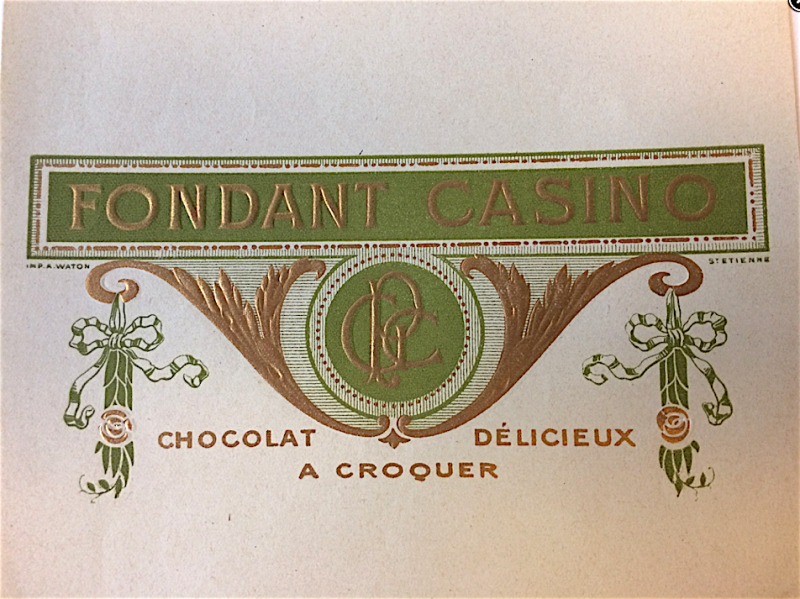 FONDANT CASINO
IMP. A. WATON
ST ETIENNE
CHOCOLAT DÉLICIEUX
A CROQUER